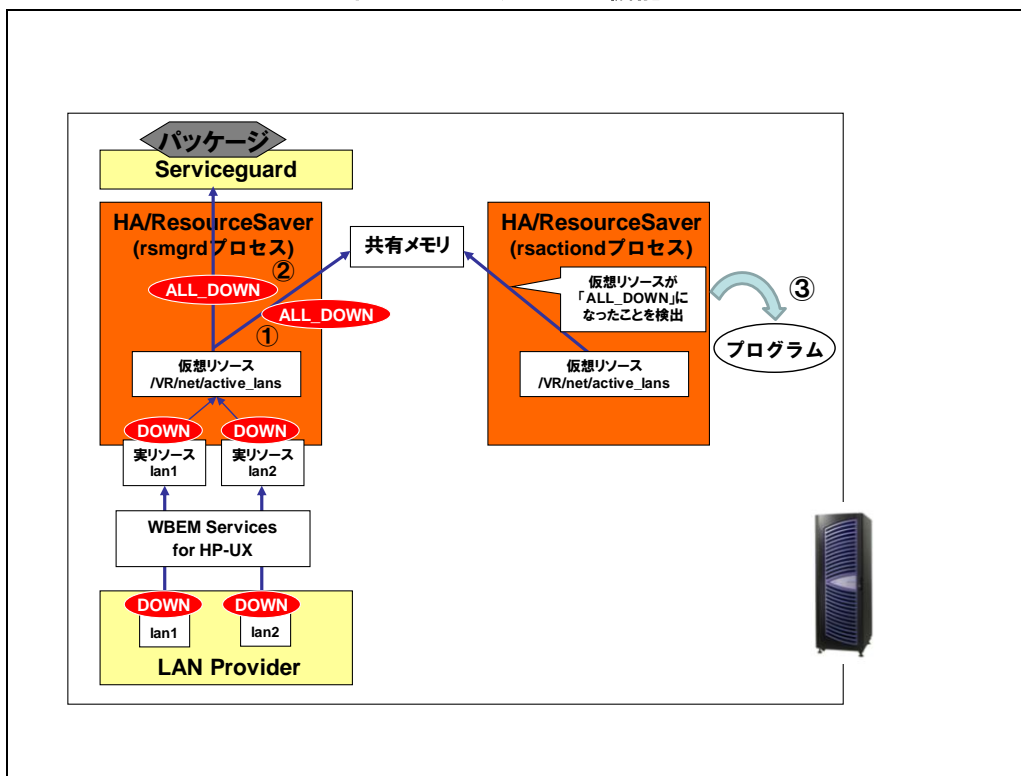 パッケージ
Serviceguard
HA/ResourceSaver
(rsmgrdプロセス)
②
ALL_DOWN
ALL_DOWN
①
仮想リソース
/VR/net/active_lans
DOWN
DOWN
実リソース
lan1
実リソース
lan2
WBEM Services
for HP-UX
DOWN
DOWN
lan1
lan2
LAN Provider
共有メモリ
HA/ResourceSaver
(rsactiondプロセス)
仮想リソースが
「ALL_DOWN」に
なったことを検出
③
プログラム
仮想リソース
/VR/net/active_lans